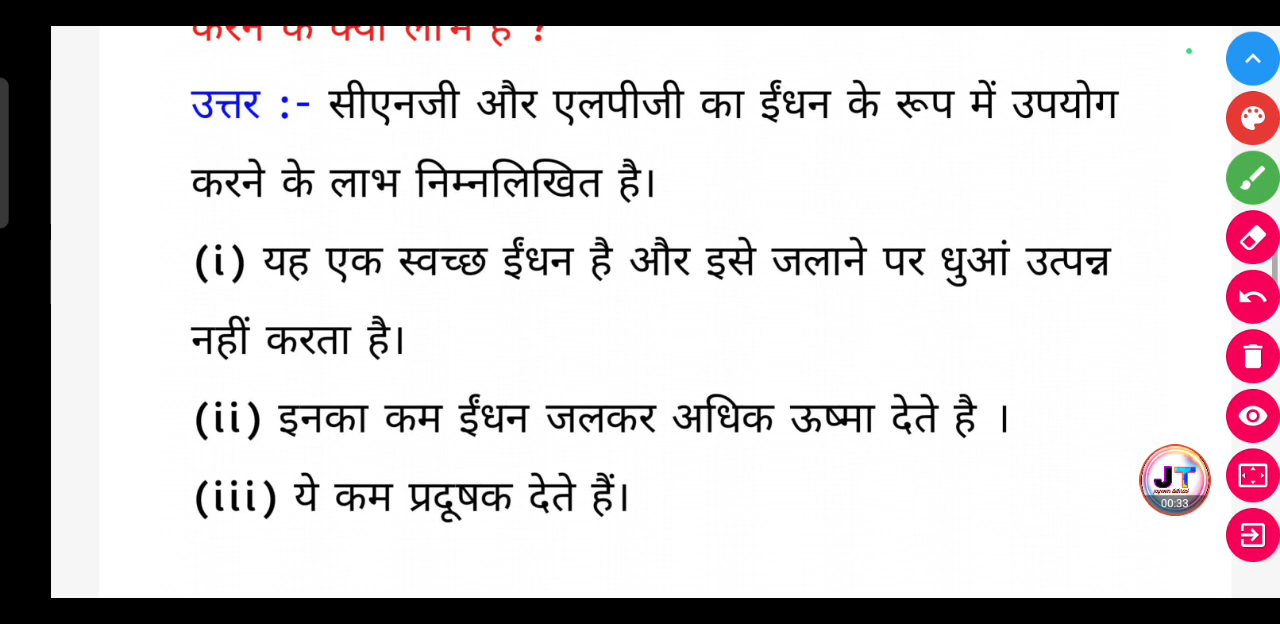 करने के क्या लाभ है ?
उत्तर :- सीएनजी और एलपीजी का ईंधन के रूप में उपयोग
करने के लाभ निम्नलिखित है।
(i) यह एक स्वच्छ ईंधन है और इसे जलाने पर धुआं उत्पन्न
नहीं करता है।
(ii) इनका कम ईंधन जलकर अधिक ऊष्मा देते है ।
(iii) ये कम प्रदूषक देते हैं।
JT
00:33